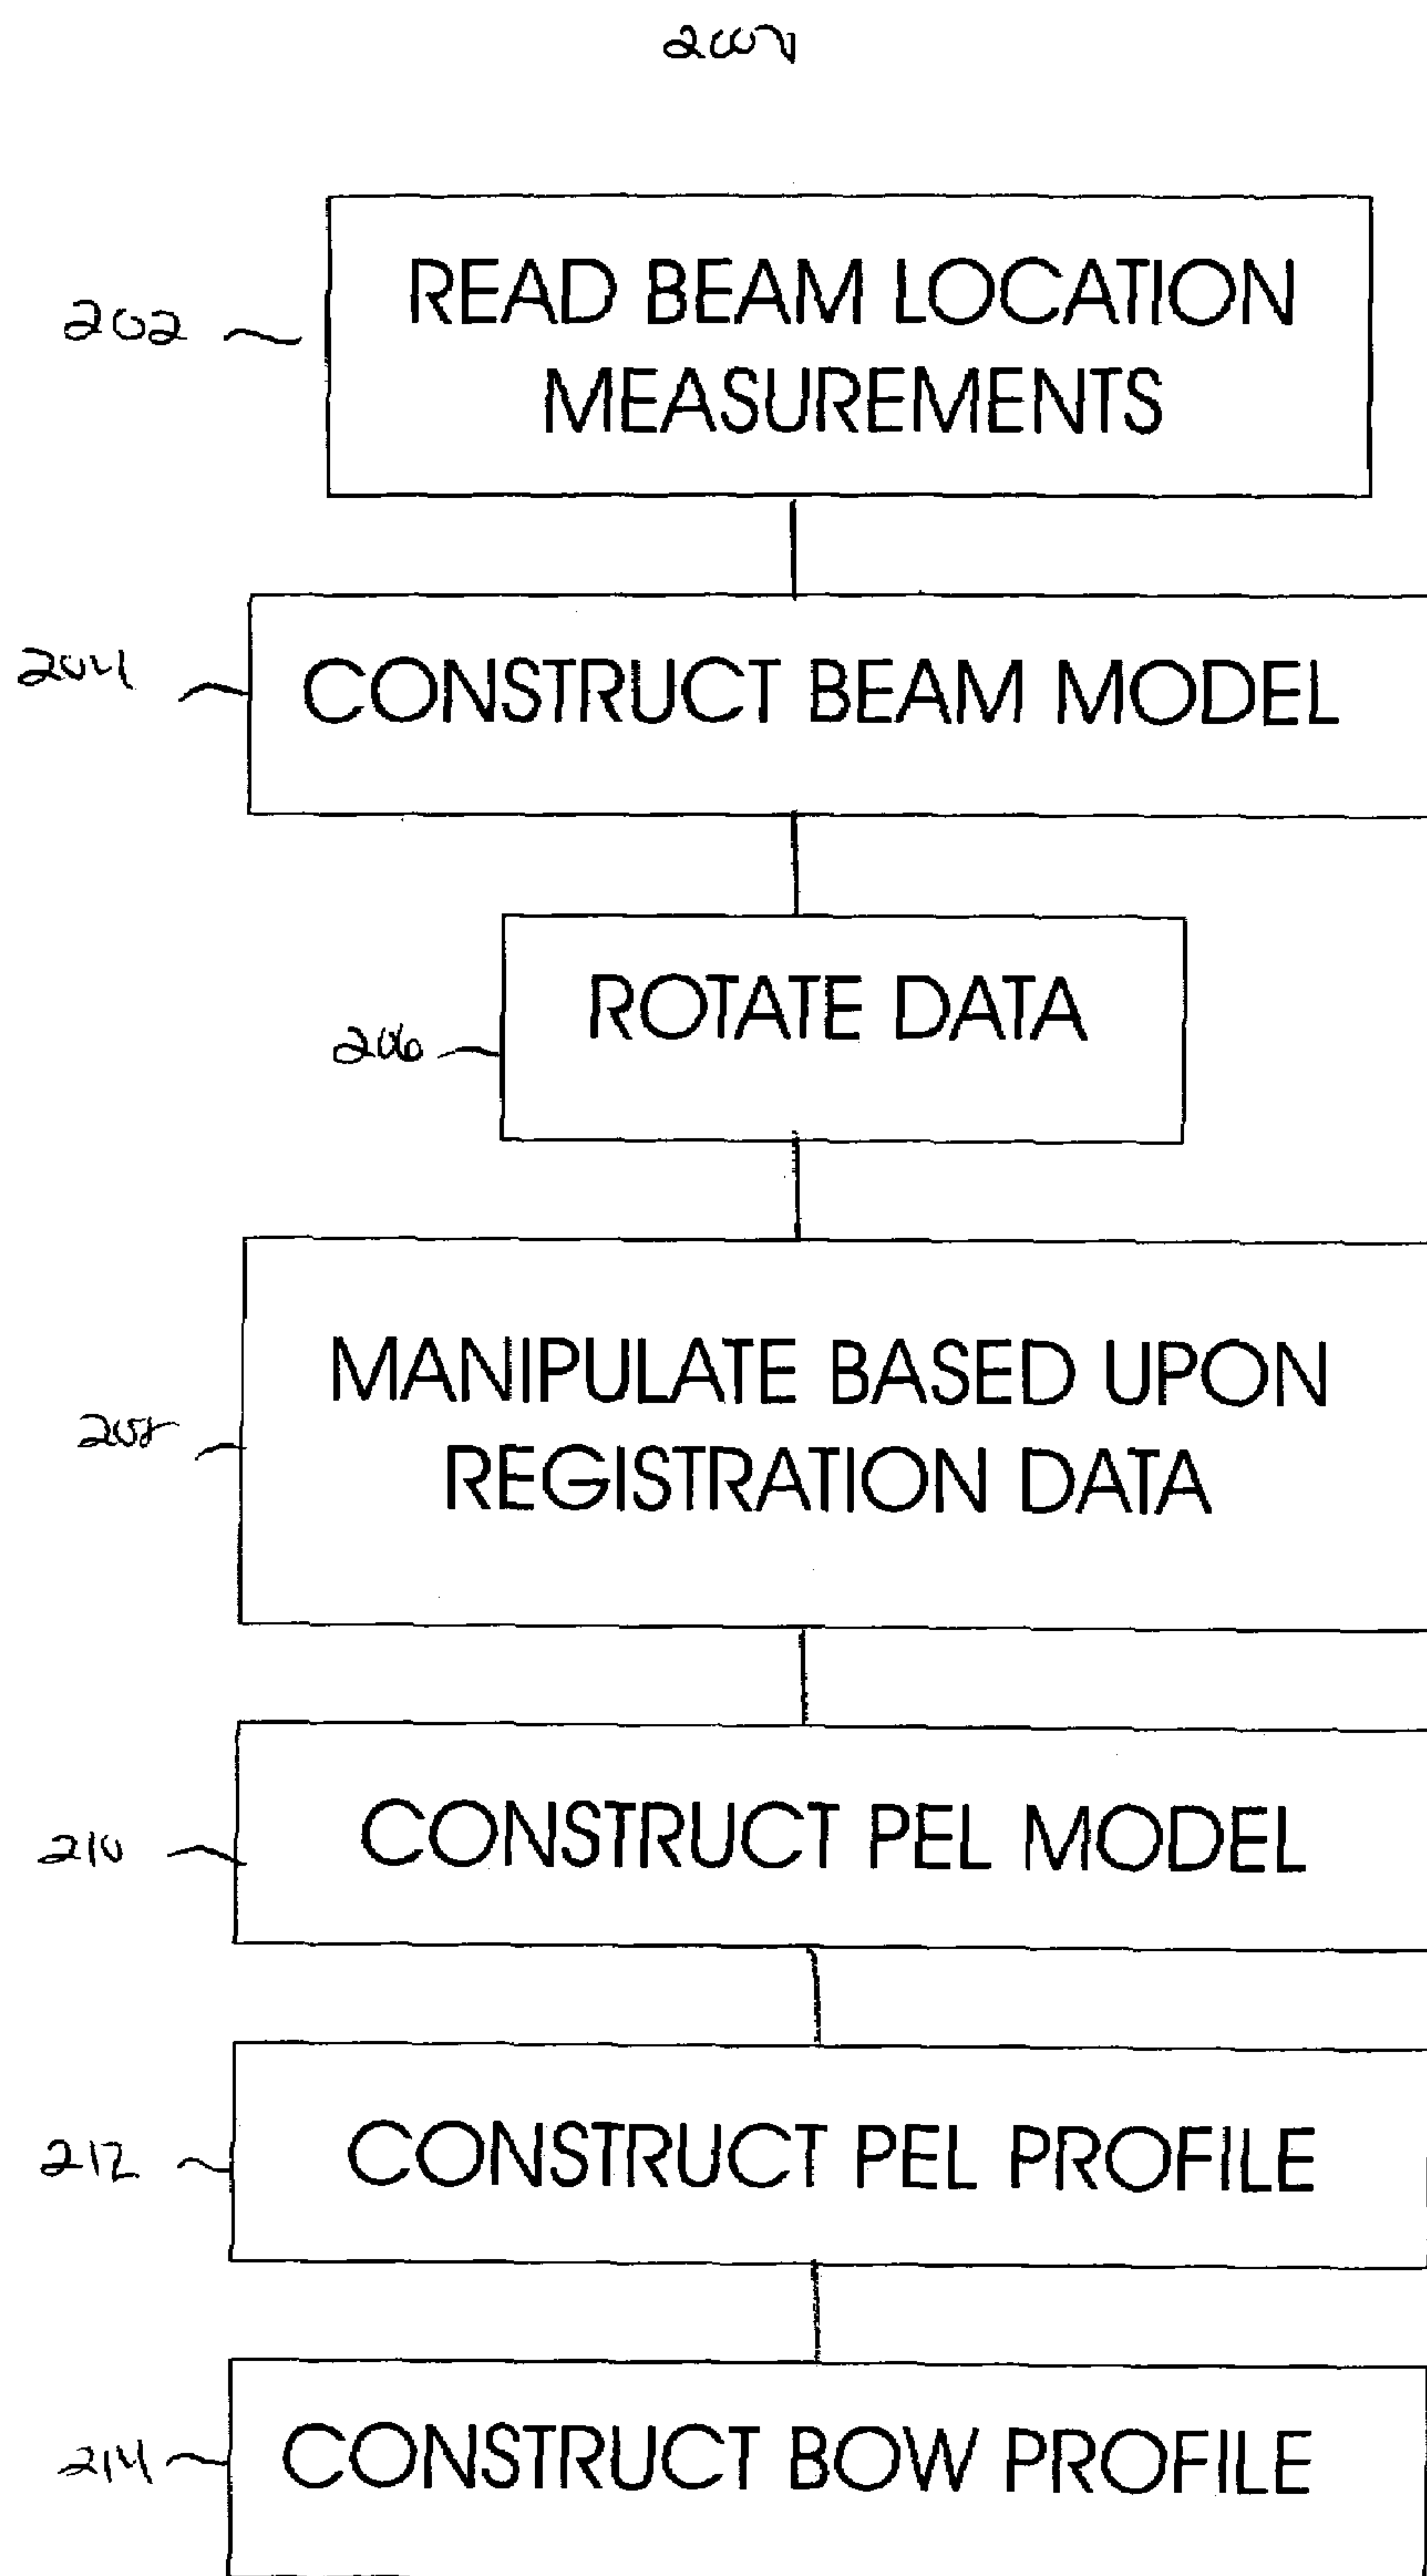 200
202
READ BEAM LOCATION
MEASUREMENTS
204
CONSTRUCT BEAM MODEL
ROTATE DATA
206
MANIPULATE BASED UPON
208
REGISTRATION DATA
210
CONSTRUCT PEL MODEL
212
CONSTRUCT PEL PROFILE
214
CONSTRUCT BOW PROFILE